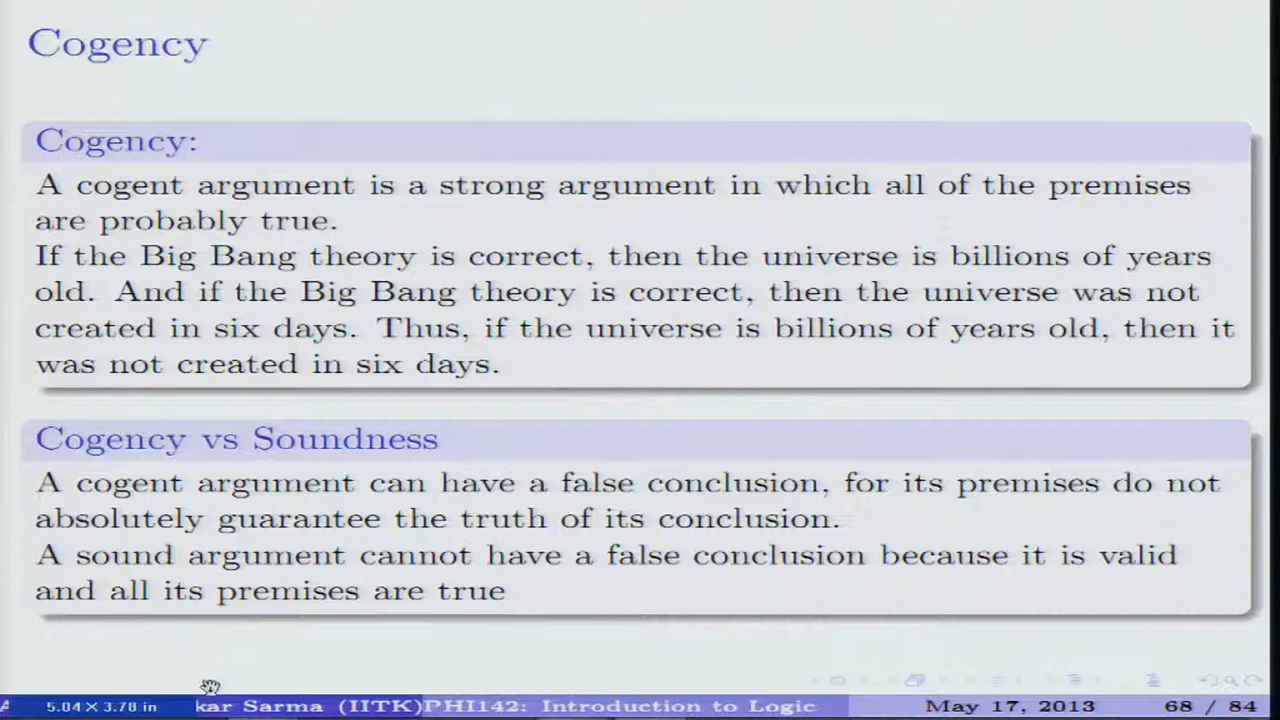 Cogency
Cogency:
A cogent argument is a strong argument in which all of the premises
are probably true.
If the Big Bang theory is correct, then the universe is billions of years
old. And if the Big Bang theory is correct, then the universe was not
created in six days. Thus, if the universe is billions of years old, then it
was not created in six days.
Cogency vs Soundness
A cogent argument can have a false conclusion, for its premises do not
absolutely guarantee the truth of its conclusion.
A sound argument cannot have a false conclusion because it is valid
and all its premises are true
A 5.04 × 3.78 in kar Sarma (IITK) PHI142: Introduction to Logic May 17, 2013 68 / 84